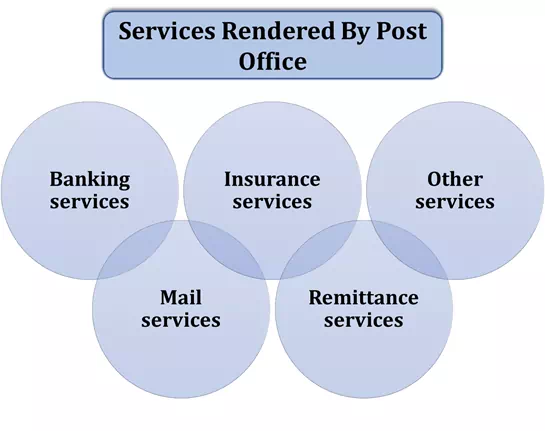 Services Rendered By Post
Office
Banking
services
Insurance
services
Other
services
Mail
services
Remittance
services